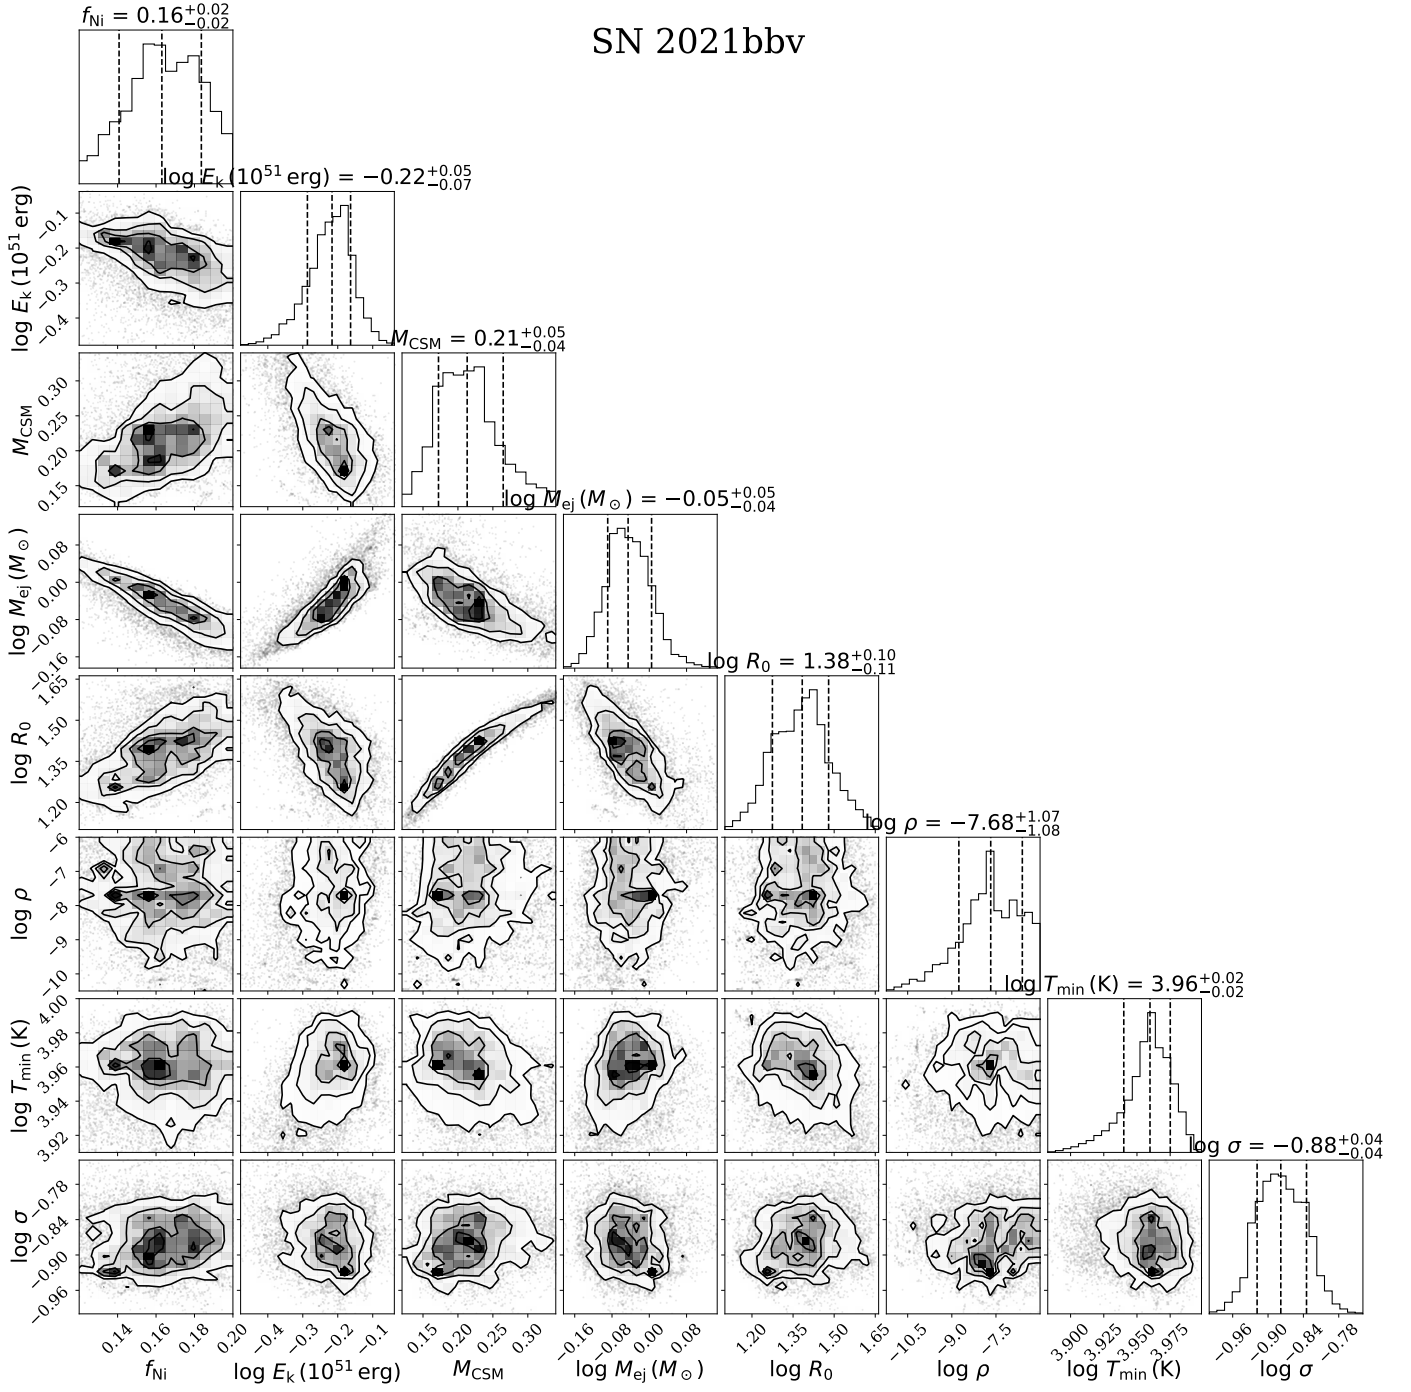 SN 2021bbv
f_Ni = 0.16^{+0.02}_{−0.02}
log E_k (10^51 erg) = −0.22^{+0.05}_{−0.07}
−0.1
−0.2
−0.3
−0.4
log E_k (10^51 erg)
M_CSM = 0.21^{+0.05}_{−0.04}
0.30
0.25
0.20
0.15
M_CSM
log M_ej (M_⊙) = −0.05^{+0.05}_{−0.04}
0.08
0.00
−0.08
−0.16
log M_ej (M_⊙)
log R_0 = 1.38^{+0.10}_{−0.11}
1.65
1.50
1.35
1.20
log R_0
log ρ = −7.68^{+1.07}_{−1.08}
−6
−7
−8
−9
−10
log ρ
log T_min (K) = 3.96^{+0.02}_{−0.02}
4.00
3.98
3.96
3.94
3.92
log T_min (K)
log σ = −0.88^{+0.04}_{−0.04}
−0.78
−0.84
−0.90
−0.96
log σ
0.14 0.16 0.18 0.20 −0.4 −0.3 −0.2 −0.1 0.15 0.20 0.25 0.30 −0.16 −0.08 0.00 0.08 1.20 1.35 1.50 1.65 −10.5 −9.0 −7.5 3.900 3.925 3.950 3.975 −0.96 −0.90 −0.84 −0.78
f_Ni log E_k (10^51 erg) M_CSM log M_ej (M_⊙) log R_0 log ρ log T_min (K) log σ